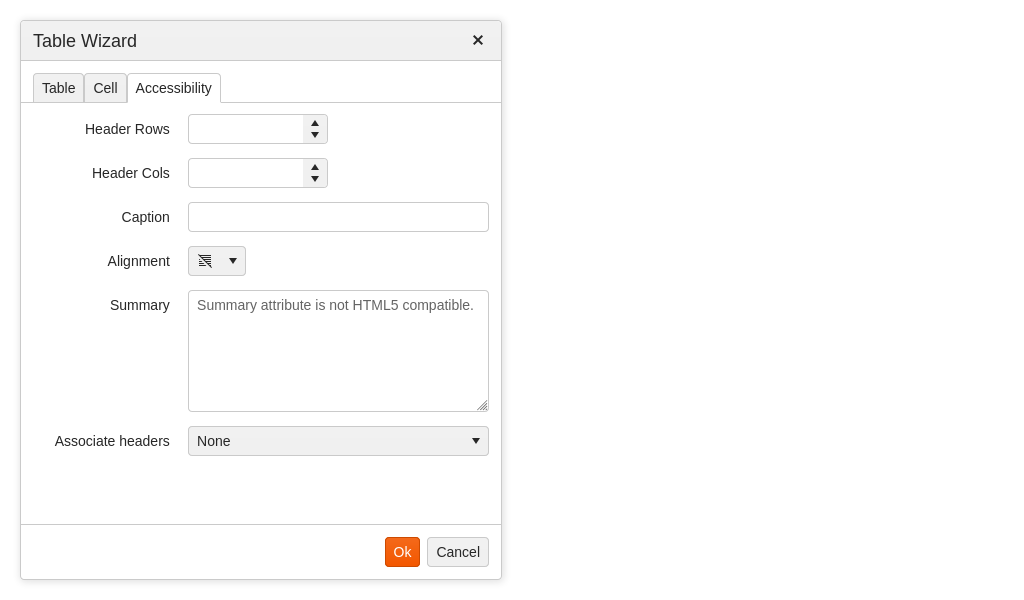 Table Wizard
Table Cell Accessibility
Header Rows
Header Cols
Caption
Alignment
Summary
Summary attribute is not HTML5 compatible.
Associate headers
None
Ok Cancel